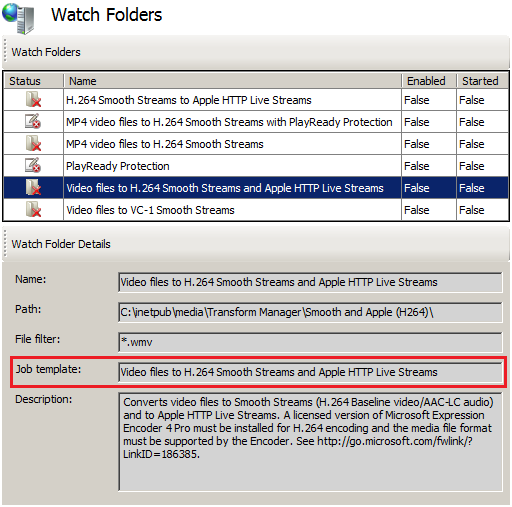 Watch Folders
Watch Folders
Status Name Enabled Started
H.264 Smooth Streams to Apple HTTP Live Streams False False
MP4 video files to H.264 Smooth Streams with PlayReady Protection False False
MP4 video files to H.264 Smooth Streams False False
PlayReady Protection False False
Video files to H.264 Smooth Streams and Apple HTTP Live Streams False False
Video files to VC-1 Smooth Streams False False
Watch Folder Details
Name: Video files to H.264 Smooth Streams and Apple HTTP Live Streams
Path: C:\inetpub\media\Transform Manager\Smooth and Apple (H264)\
File filter: *.wmv
Job template: Video files to H.264 Smooth Streams and Apple HTTP Live Streams
Description: Converts video files to Smooth Streams (H.264 Baseline video/AAC-LC audio)
and to Apple HTTP Live Streams. A licensed version of Microsoft Expression
Encoder 4 Pro must be installed for H.264 encoding and the media file format
must be supported by the Encoder. See http://go.microsoft.com/fwlink/?
LinkID=186385.